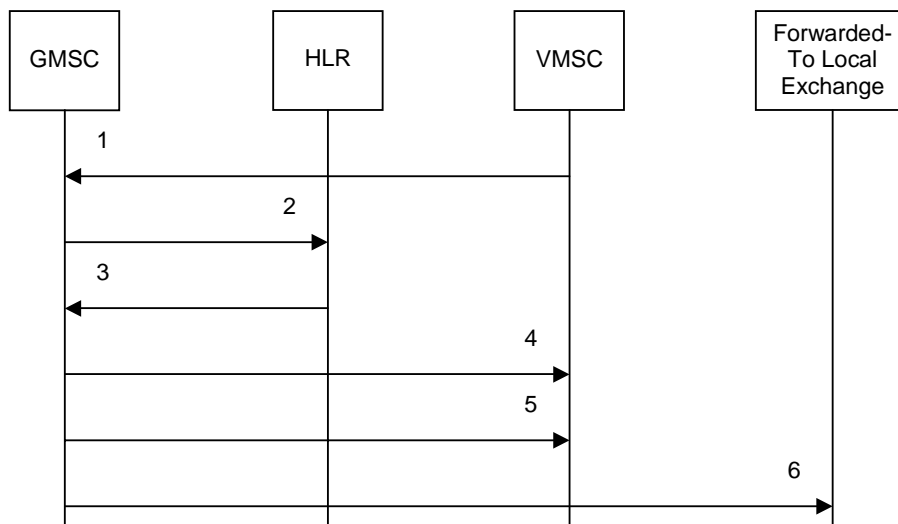 GMSC
HLR
VMSC
Forwarded-
To Local
Exchange
1
2
3
4
5
6